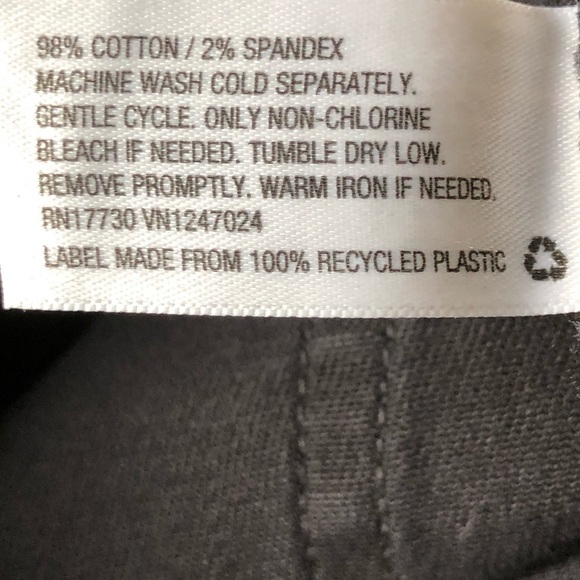 98% COTTON / 2% SPANDEX
MACHINE WASH COLD SEPARATELY.
GENTLE CYCLE. ONLY NON-CHLORINE
BLEACH IF NEEDED. TUMBLE DRY LOW.
REMOVE PROMPTLY. WARM IRON IF NEEDED.
RN17730 VN1247024
LABEL MADE FROM 100% RECYCLED PLASTIC